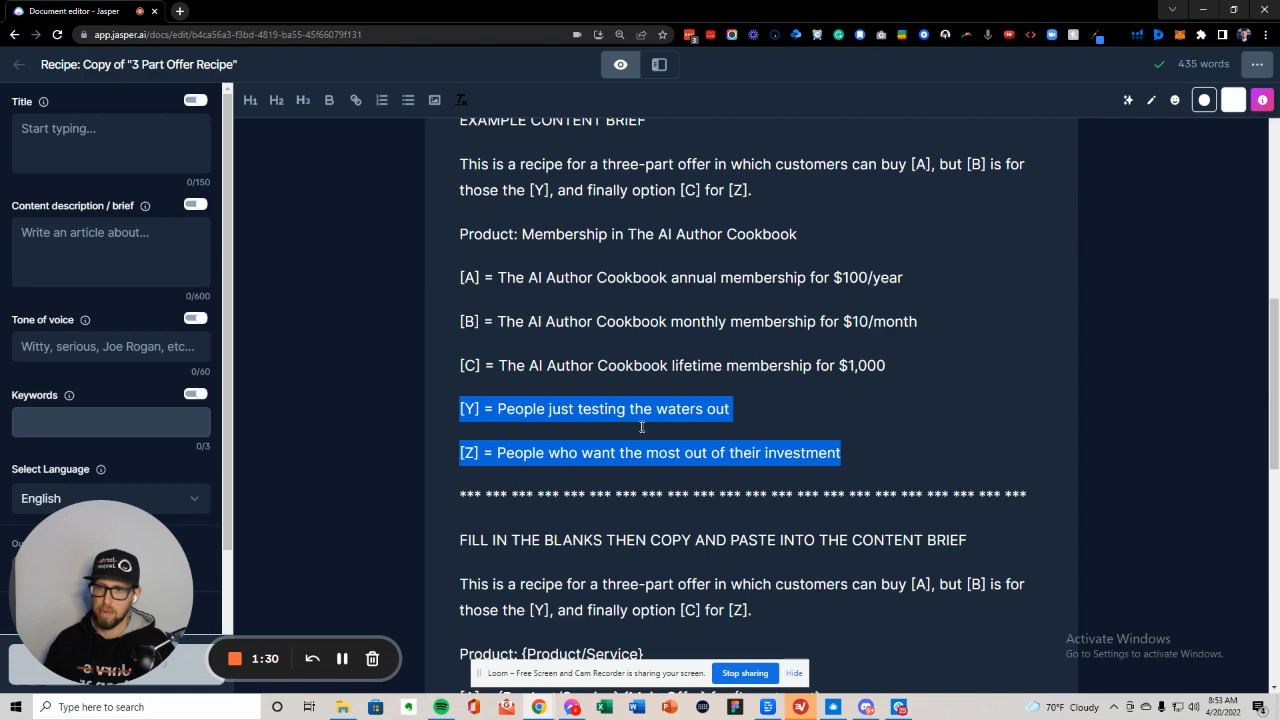 Document editor - Jasper
app.jasper.ai/docs/edit/b4ca56a3-f3bd-4819-ba55-45f66079f131
3
Recipe: Copy of "3 Part Offer Recipe"
435 words
Title
H1 H2 H3 B
Start typing...
0/150
EXAMPLE CONTENT BRIEF
This is a recipe for a three-part offer in which customers can buy [A], but [B] is for
those the [Y], and finally option [C] for [Z].
Content description / brief
Write an article about...
0/600
Product: Membership in The AI Author Cookbook
[A] = The AI Author Cookbook annual membership for $100/year
Tone of voice
[B] = The AI Author Cookbook monthly membership for $10/month
Witty, serious, Joe Rogan, etc...
0/60
[C] = The AI Author Cookbook lifetime membership for $1,000
Keywords
0/3
[Y] = People just testing the waters out
[Z] = People who want the most out of their investment
Select Language
English
*** *** *** *** *** *** *** *** *** *** *** *** *** *** *** *** *** *** *** *** *** ***
FILL IN THE BLANKS THEN COPY AND PASTE INTO THE CONTENT BRIEF
Ou
This is a recipe for a three-part offer in which customers can buy [A], but [B] is for
those the [Y], and finally option [C] for [Z].
Activate Windows
Go to Settings to activate Windows.
Product: {Product/Service}
1:30
Loom – Free Screen and Cam Recorder is sharing your screen.
Stop sharing
Hide
Type here to search
25
70°F Cloudy
8:53 AM
4/20/2022